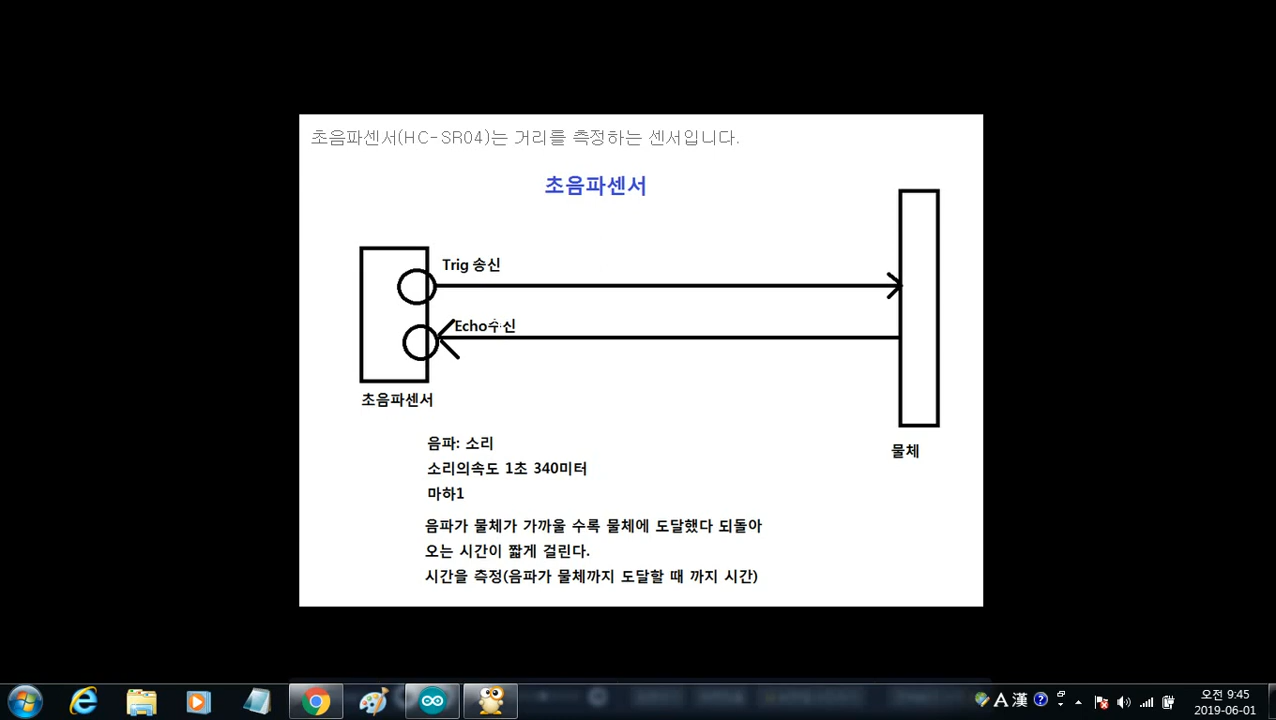 초음파센서(HC-SR04)는 거리를 측정하는 센서입니다.
초음파센서
Trig 송신
Echo수신
초음파센서
물체
음파: 소리
소리의속도 1초 340미터
마하1
음파가 물체가 가까울 수록 물체에 도달했다 되돌아
오는 시간이 짧게 걸린다.
시간을 측정(음파가 물체까지 도달할 때 까지 시간)
A 漢
오전 9:45
2019-06-01